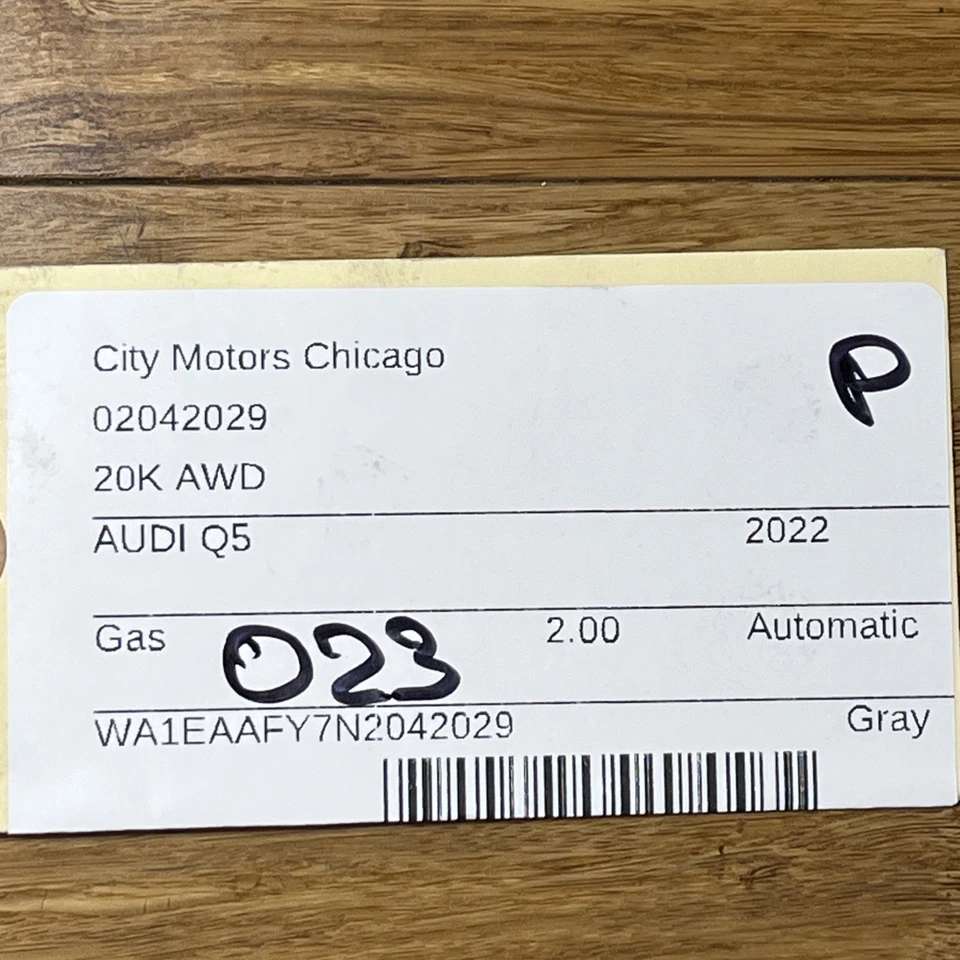 City Motors Chicago
P
02042029
20K AWD
AUDI Q5 2022
Gas 023 2.00 Automatic
WA1EAAFY7N2042029 Gray